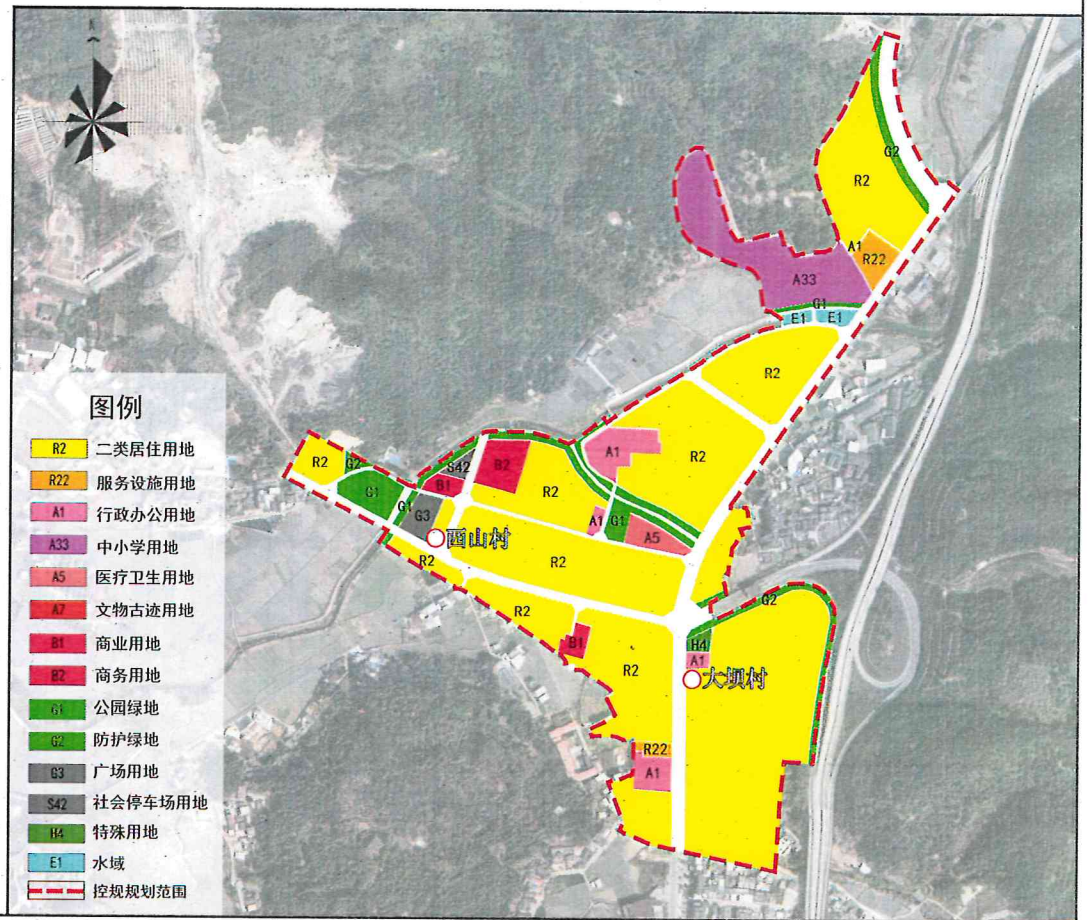 G2
R2
A1
R22
A33
G1
E1
E1
R2
图例
R2 二类居住用地
R22 服务设施用地
A1 行政办公用地
A33 中小学用地
A5 医疗卫生用地
A7 文物古迹用地
B1 商业用地
B2 商务用地
G1 公园绿地
G2 防护绿地
G3 广场用地
S42 社会停车场用地
H4 特殊用地
E1 水域
控规规划范围
A1
R2
R2
G2
S42
B2
B1
G1
G1
G3
R2
A1
G1
A5
西山村
R2
R2
R2
G2
B1
R2
H4
A1
大坝村
R22
A1